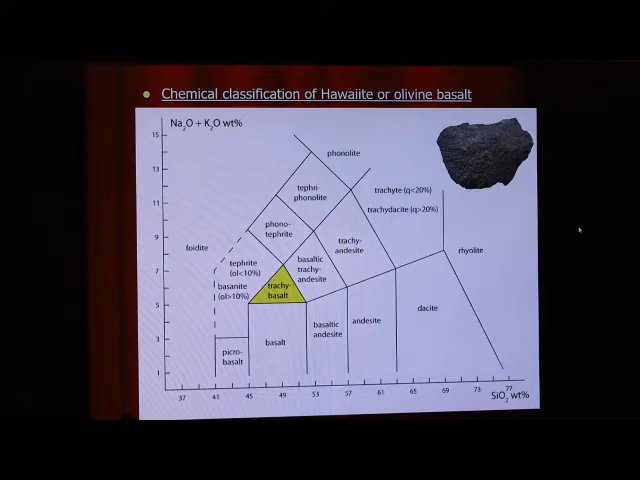 Chemical classification of Hawaiite or olivine basalt
Na2O + K2O wt%
15
13
11
9
7
5
3
1
phonolite
tephri-
phonolite
trachyte (q<20%)
trachydacite (q>20%)
phono-
tephrite
foidite
trachy-
andesite
rhyolite
tephrite
(ol<10%)
basanite
(ol>10%)
basaltic
trachy-
andesite
trachy-
basalt
dacite
basaltic
andesite
andesite
basalt
picro-
basalt
37 41 45 49 53 57 61 65 69 73 77
SiO2 wt%